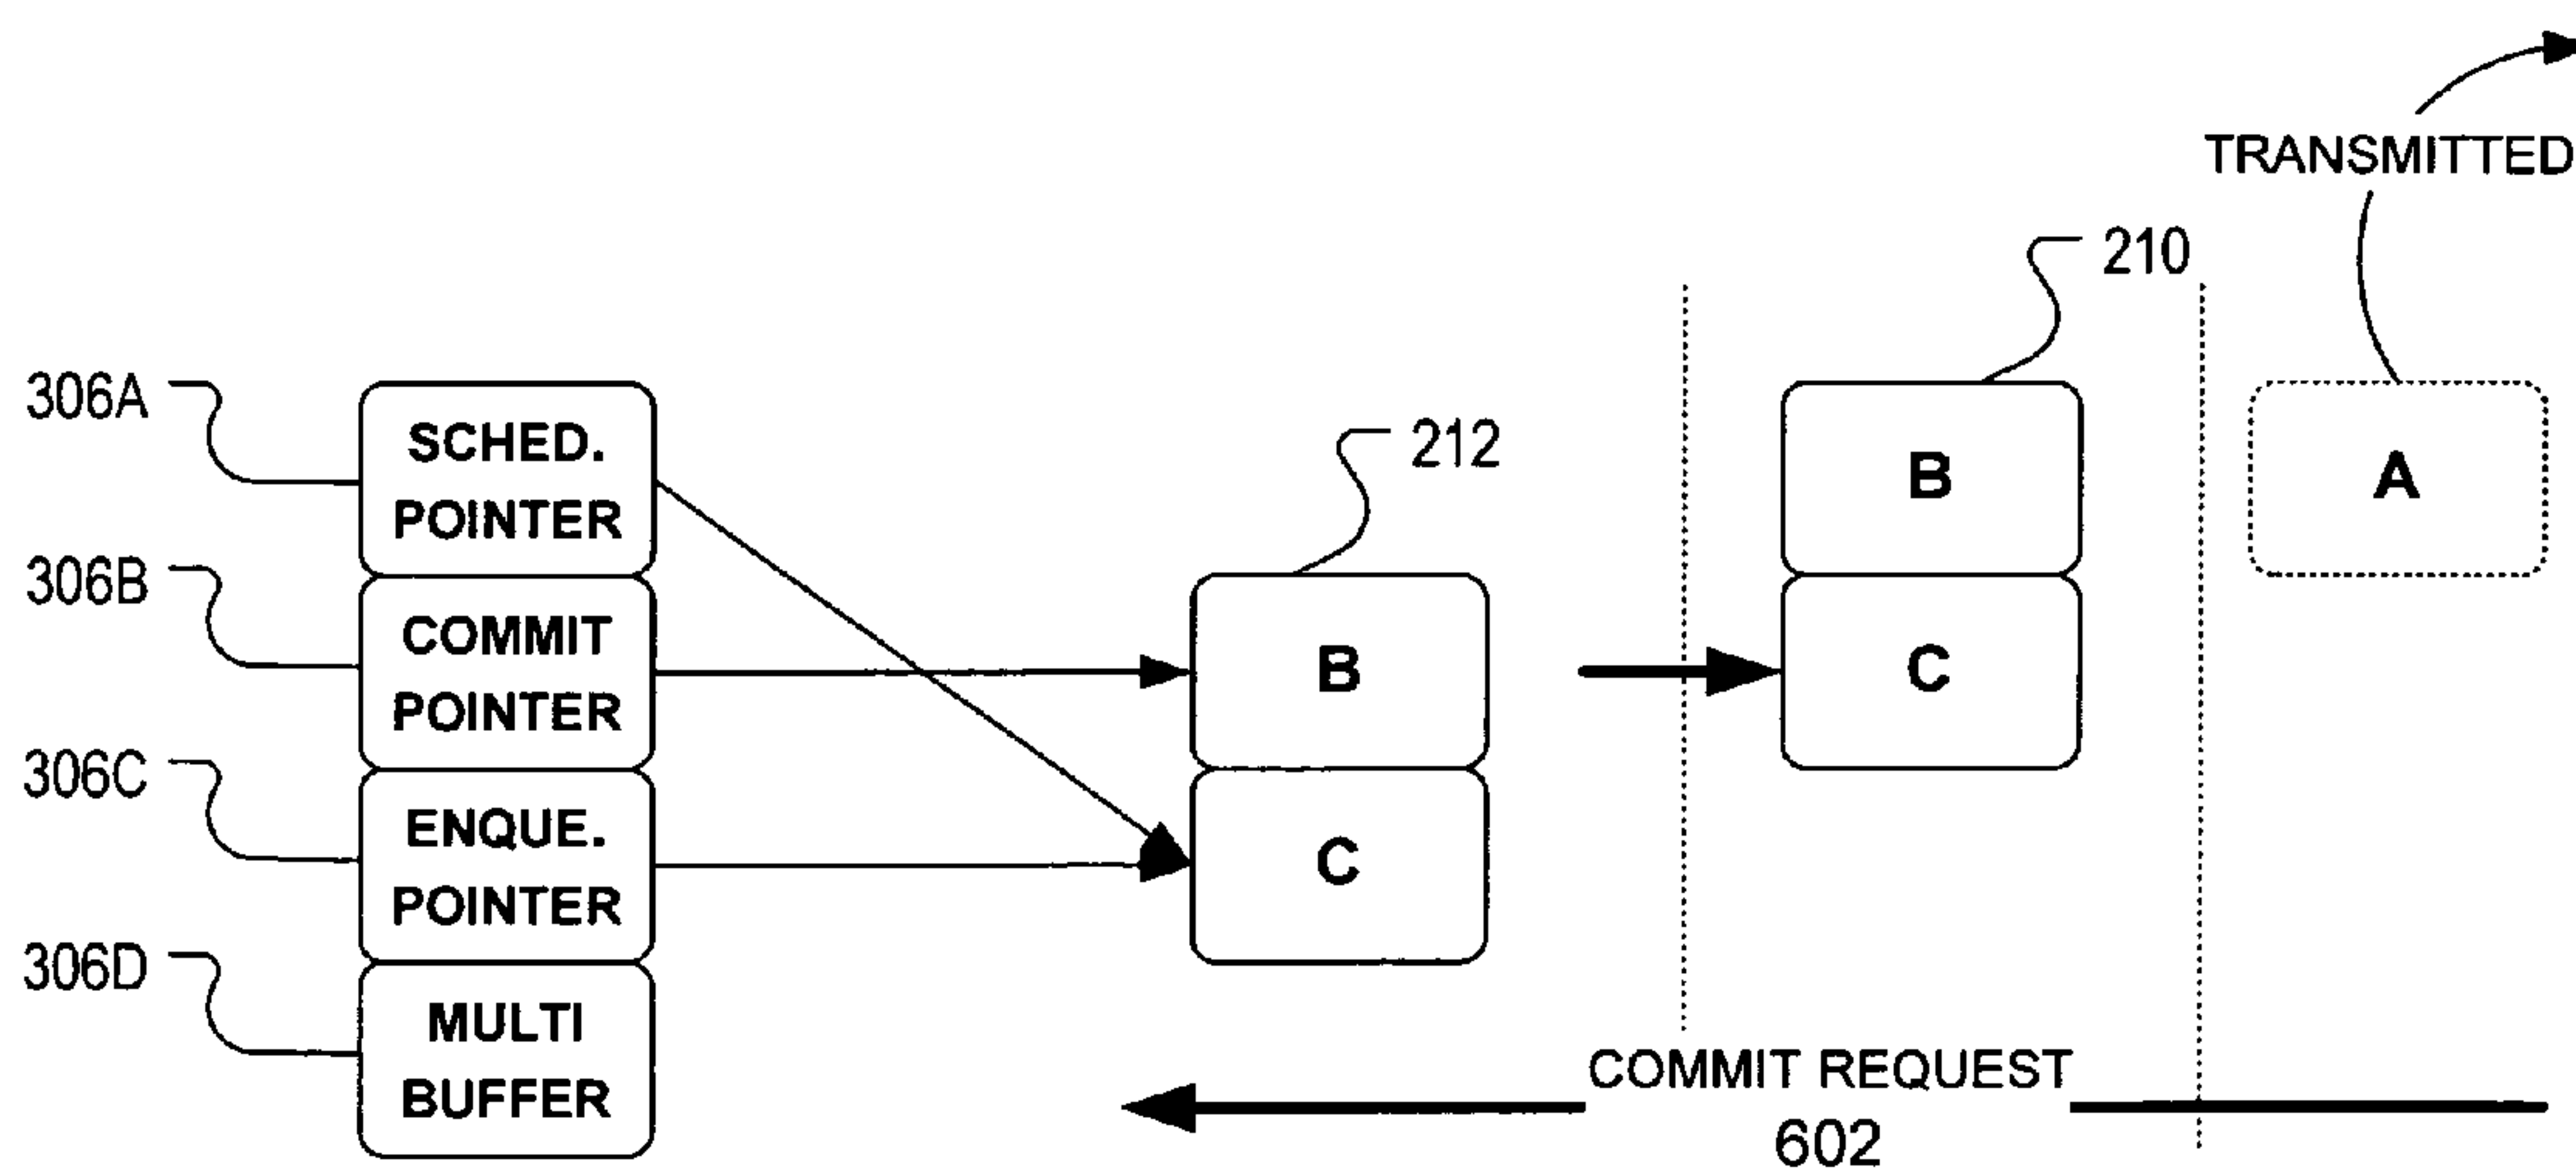 TRANSMITTED
210
306A
SCHED.
POINTER
B
A
212
306B
COMMIT
POINTER
B
C
306C
ENQUE.
POINTER
C
306D
MULTI
BUFFER
COMMIT REQUEST
602